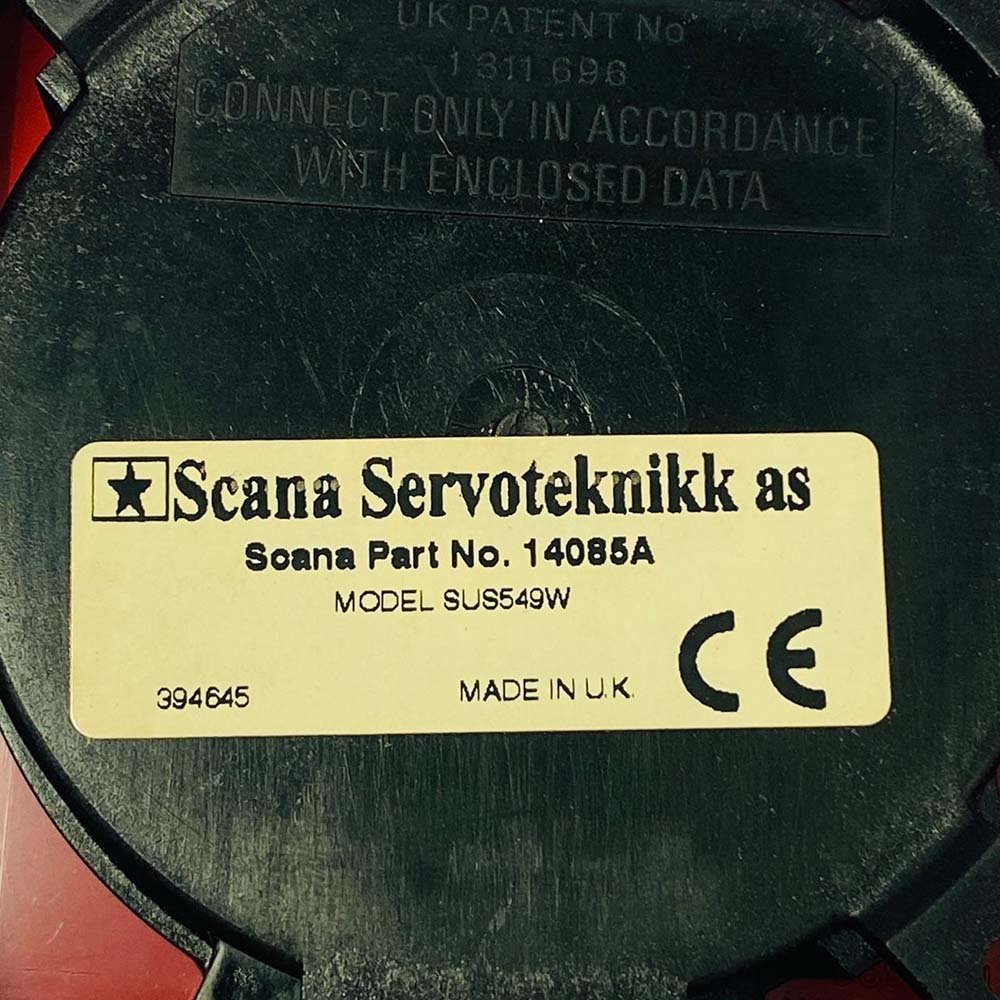 UK PATENT No
1 311 696
CONNECT ONLY IN ACCORDANCE
WITH ENCLOSED DATA
Scana Servoteknikk as
Scana Part No. 14085A
MODEL SUS549W
394645 MADE IN U.K.
CE